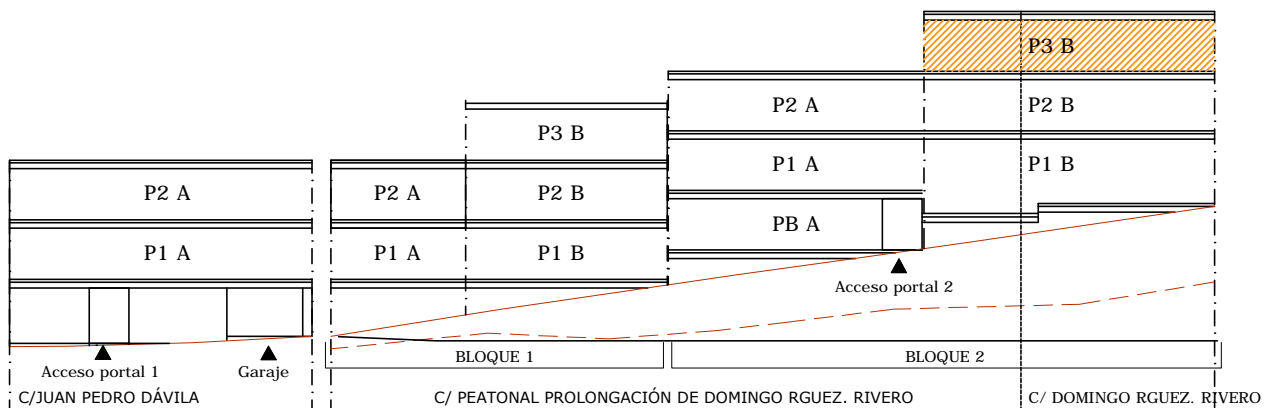 P3 B
P2 A
P2 B
P3 B
P1 A
P1 B
P2 A
P2 A
P2 B
PB A
P1 A
P1 A
P1 B
Acceso portal 2
BLOQUE 1
BLOQUE 2
Acceso portal 1
Garaje
C/JUAN PEDRO DÁVILA
C/ PEATONAL PROLONGACIÓN DE DOMINGO RGUEZ. RIVERO
C/ DOMINGO RGUEZ. RIVERO